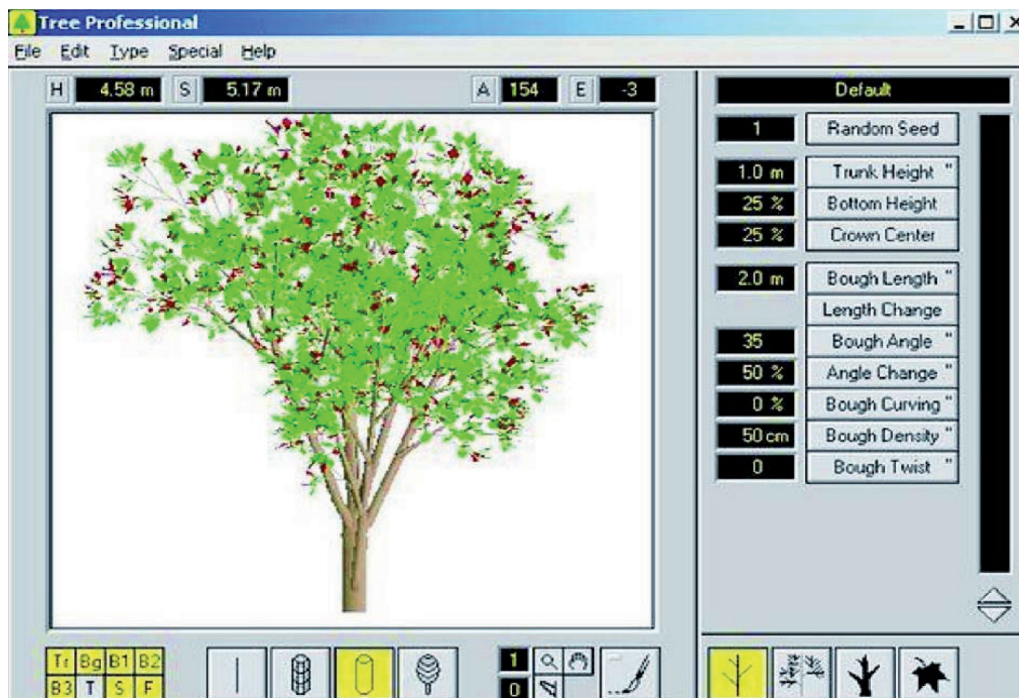 Tree Professional
File Edit Type Special Help
H 4.58 m S 5.17 m A 154 E -3
Default
1 Random Seed
1.0 m Trunk Height "
25 % Bottom Height
25 % Crown Center
2.0 m Bough Length "
Length Change
35 Bough Angle "
50 % Angle Change "
0 % Bough Curving "
50 cm Bough Density "
0 Bough Twist "
Tr Bg B1 B2
B3 T S F
1
0